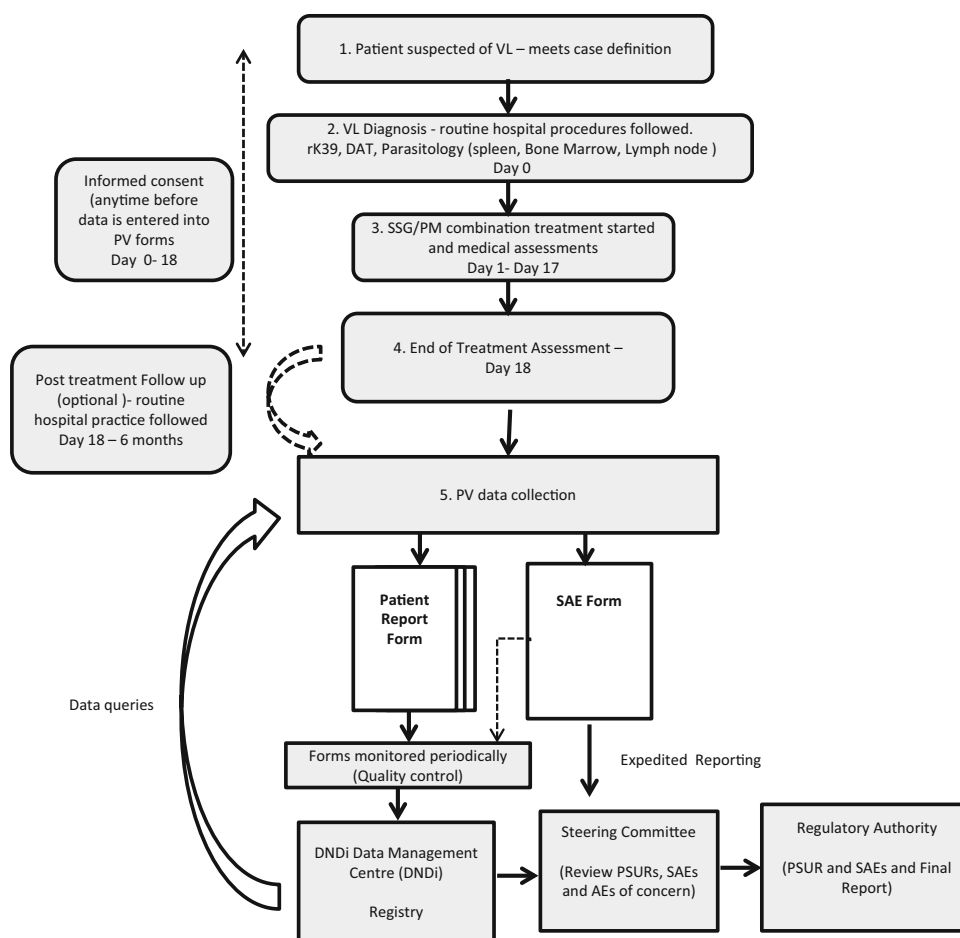 1. Patient suspected of VL – meets case definition
2. VL Diagnosis - routine hospital procedures followed.
rK39, DAT, Parasitology (spleen, Bone Marrow, Lymph node )
Day 0
Informed consent
(anytime before
data is entered into
PV forms
Day 0- 18
3. SSG/PM combination treatment started
and medical assessments
Day 1- Day 17
4. End of Treatment Assessment –
Day 18
Post treatment Follow up
(optional )- routine
hospital practice followed
Day 18 – 6 months
5. PV data collection
Patient
Report
Form
SAE Form
Data queries
Forms monitored periodically
(Quality control)
Expedited Reporting
DNDi Data Management
Centre (DNDi)
Registry
Steering Committee
(Review PSURs, SAEs
and AEs of concern)
Regulatory Authority
(PSUR and SAEs and Final
Report)